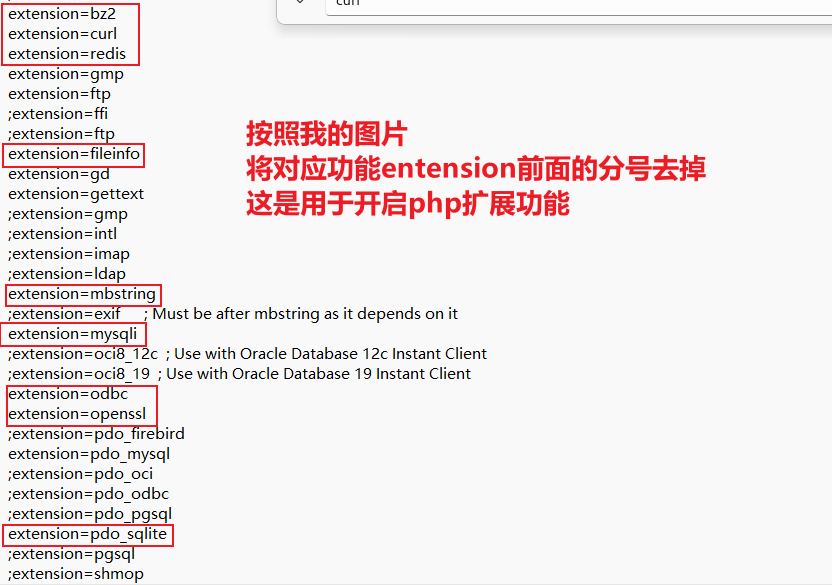 curl
extension=bz2
extension=curl
extension=redis
extension=gmp
extension=ftp
;extension=ffi
;extension=ftp
extension=fileinfo
extension=gd
extension=gettext
;extension=gmp
;extension=intl
;extension=imap
;extension=ldap
extension=mbstring
;extension=exif ; Must be after mbstring as it depends on it
extension=mysqli
;extension=oci8_12c ; Use with Oracle Database 12c Instant Client
;extension=oci8_19 ; Use with Oracle Database 19 Instant Client
extension=odbc
extension=openssl
;extension=pdo_firebird
extension=pdo_mysql
;extension=pdo_oci
;extension=pdo_odbc
;extension=pdo_pgsql
extension=pdo_sqlite
;extension=pgsql
;extension=shmop
按照我的图片
将对应功能entension前面的分号去掉
这是用于开启php扩展功能